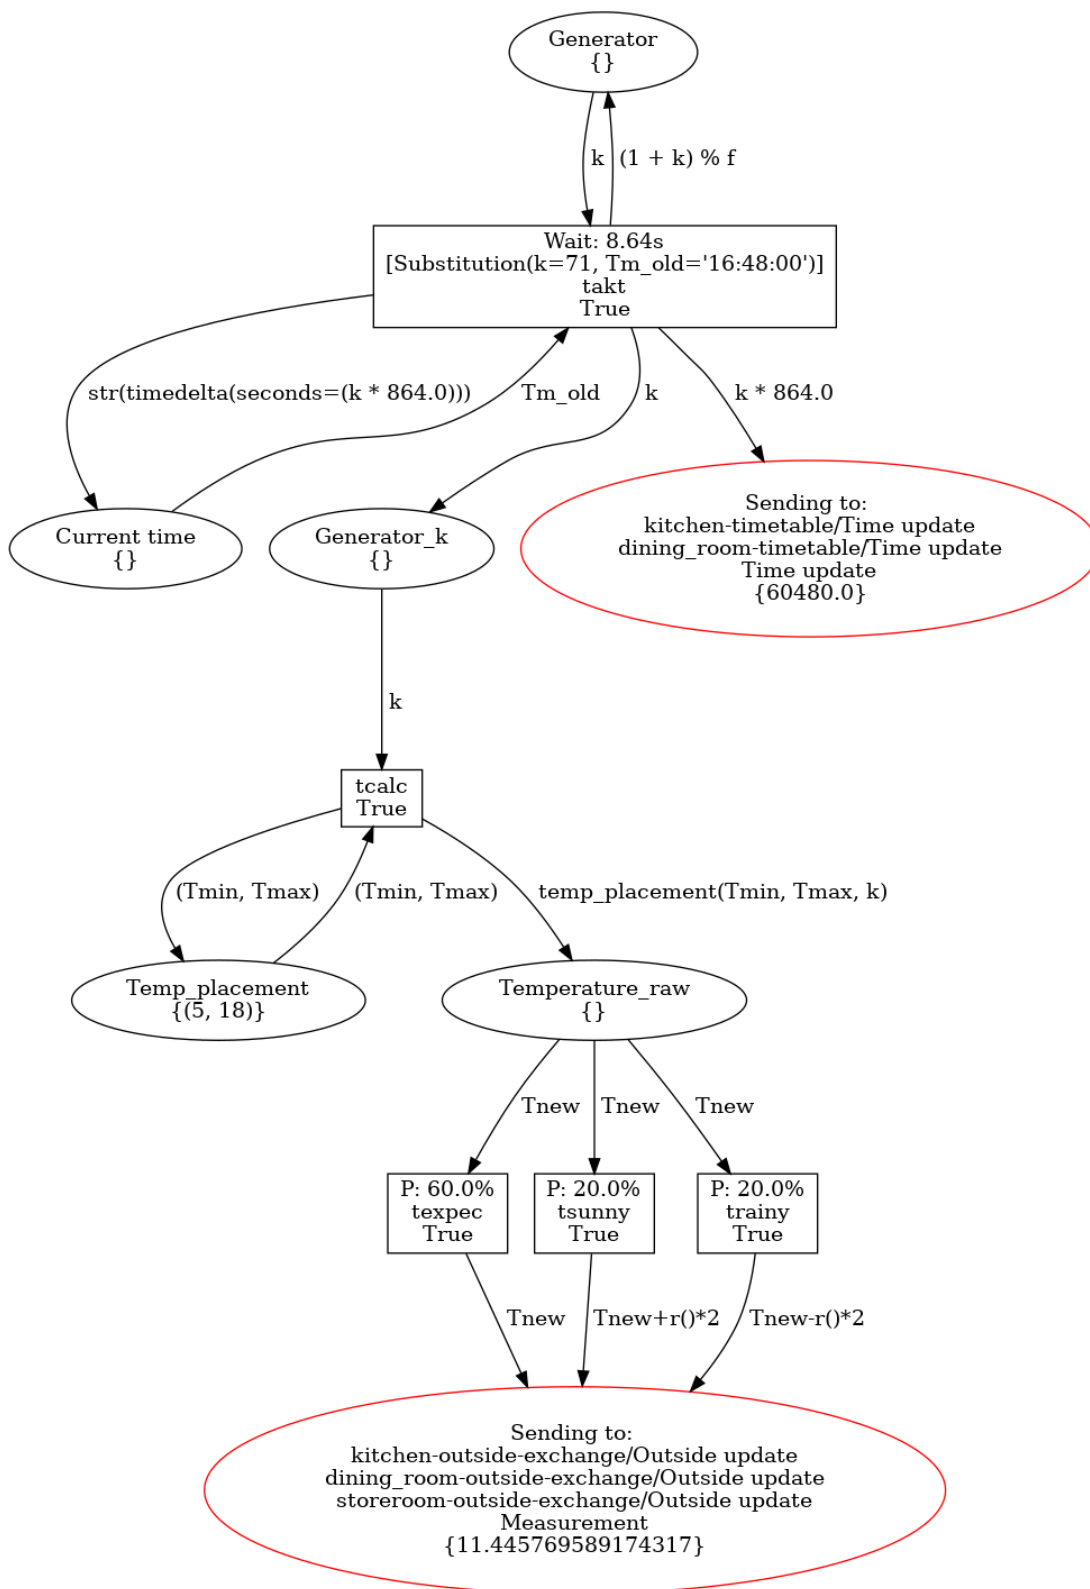 Generator
{}
k
(1 + k) % f
Wait: 8.64s
[Substitution(k=71, Tm_old='16:48:00')]
takt
True
str(timedelta(seconds=(k * 864.0)))
Tm_old
k
k * 864.0
Current time
{}
Generator_k
{}
Sending to:
kitchen-timetable/Time update
dining_room-timetable/Time update
Time update
{60480.0}
k
tcalc
True
(Tmin, Tmax)
(Tmin, Tmax)
temp_placement(Tmin, Tmax, k)
Temp_placement
{(5, 18)}
Temperature_raw
{}
Tnew
Tnew
Tnew
P: 60.0%
texpec
True
P: 20.0%
tsunny
True
P: 20.0%
trainy
True
Tnew
Tnew+r()*2
Tnew-r()*2
Sending to:
kitchen-outside-exchange/Outside update
dining_room-outside-exchange/Outside update
storeroom-outside-exchange/Outside update
Measurement
{11.445769589174317}